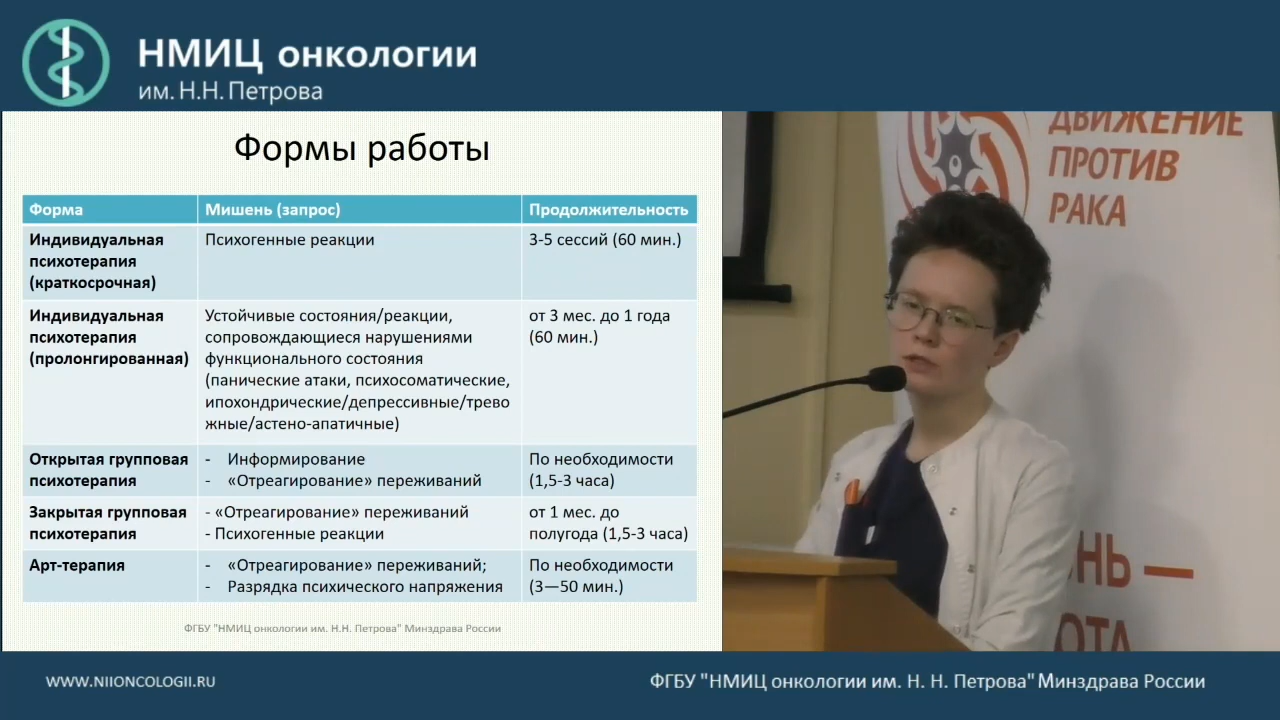 НМИЦ онкологии
им. Н.Н. Петрова
Формы работы
Форма
Мишень (запрос)
Продолжительность
Индивидуальная
психотерапия
(краткосрочная)
Психогенные реакции
3-5 сессий (60 мин.)
Индивидуальная
психотерапия
(пролонгированная)
Устойчивые состояния/реакции,
сопровождающиеся нарушениями
функционального состояния
(панические атаки, психосоматические,
ипохондрические/депрессивные/трево
жные/астено-апатичные)
от 3 мес. до 1 года
(60 мин.)
Открытая групповая
психотерапия
- Информирование
- «Отреагирование» переживаний
По необходимости
(1,5-3 часа)
Закрытая групповая
психотерапия
- «Отреагирование» переживаний
- Психогенные реакции
от 1 мес. до
полугода (1,5-3 часа)
Арт-терапия
- «Отреагирование» переживаний;
- Разрядка психического напряжения
По необходимости
(3—50 мин.)
ФГБУ "НМИЦ онкологии им. Н.Н. Петрова" Минздрава России
ДВИЖЕНИЕ
ПРОТИВ
РАКА
WWW.NIIONCOLOGII.RU
ФГБУ "НМИЦ онкологии им. Н. Н. Петрова" Минздрава России